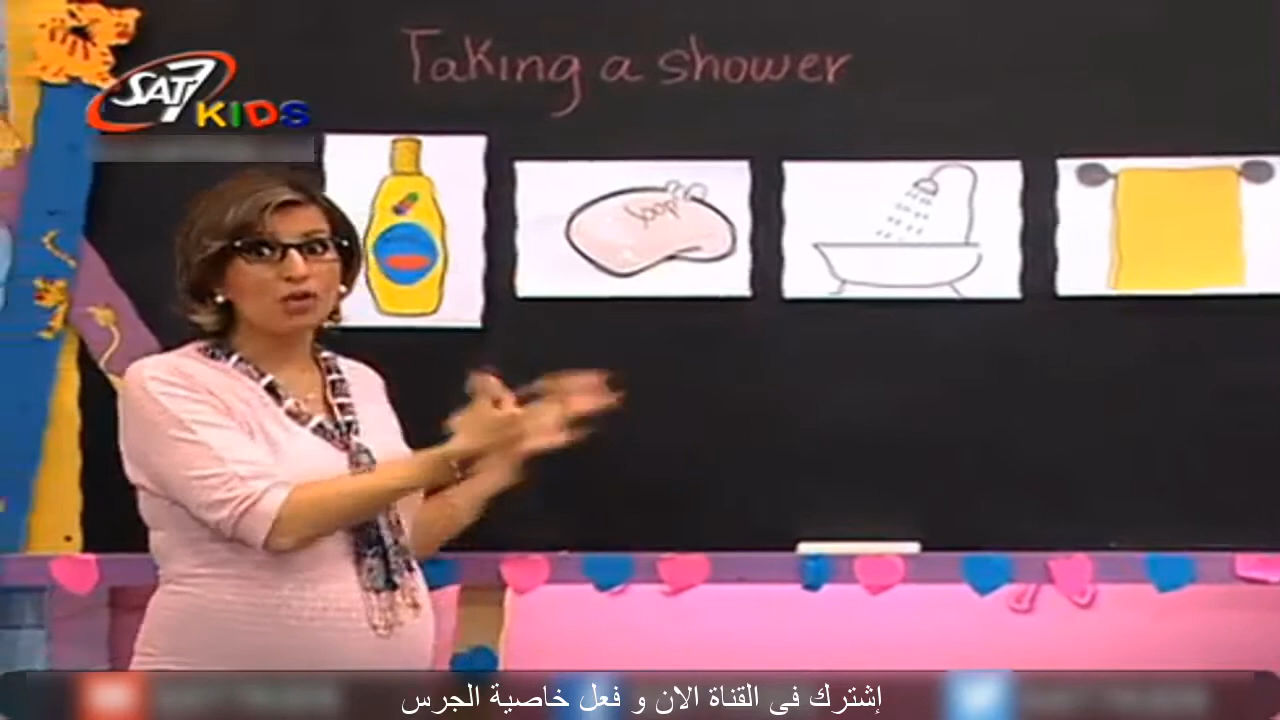 Taking a shower
SAT7
KIDS
Soap
إشترك فى القناة الان و فعل خاصية الجرس